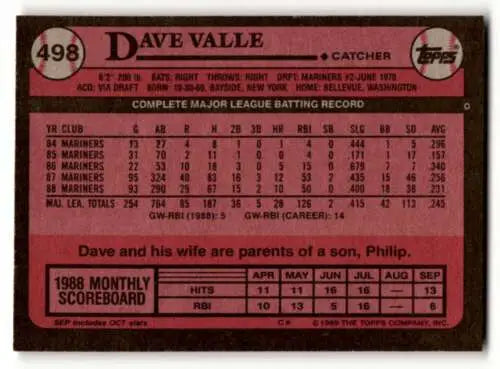 498
DAVE VALLE
CATCHER
TOPPS
6'2" 200 lb. BATS: RIGHT THROWS: RIGHT DRFT: MARINERS #2-JUNE 1978
ACQ: VIA DRAFT BORN: 10-30-60, BAYSIDE, NEW YORK HOME: BELLEVUE, WASHINGTON
COMPLETE MAJOR LEAGUE BATTING RECORD
YR CLUB G AB R H 2B 3B HR RBI SB SLG BB SO AVG
84 MARINERS 13 27 4 8 1 0 1 4 0 .444 1 5 .296
85 MARINERS 31 70 2 11 1 0 0 4 0 .171 1 17 .157
86 MARINERS 22 53 10 18 3 0 5 15 0 .679 7 7 .340
87 MARINERS 95 324 40 83 16 3 12 53 2 .435 15 46 .256
88 MARINERS 93 290 29 67 15 2 10 50 0 .400 18 38 .231
MAJ. LEA. TOTALS 254 764 85 187 36 5 28 126 2 .415 42 113 .245
GW-RBI (1988): 5 GW-RBI (CAREER): 14
Dave and his wife are parents of a son, Philip.
1988 MONTHLY SCOREBOARD
APR MAY JUN JUL AUG SEP
HITS 11 11 16 16 — 13
RBI 10 13 5 16 — 6
SEP includes OCT stats C* © 1989 THE TOPPS COMPANY, INC.